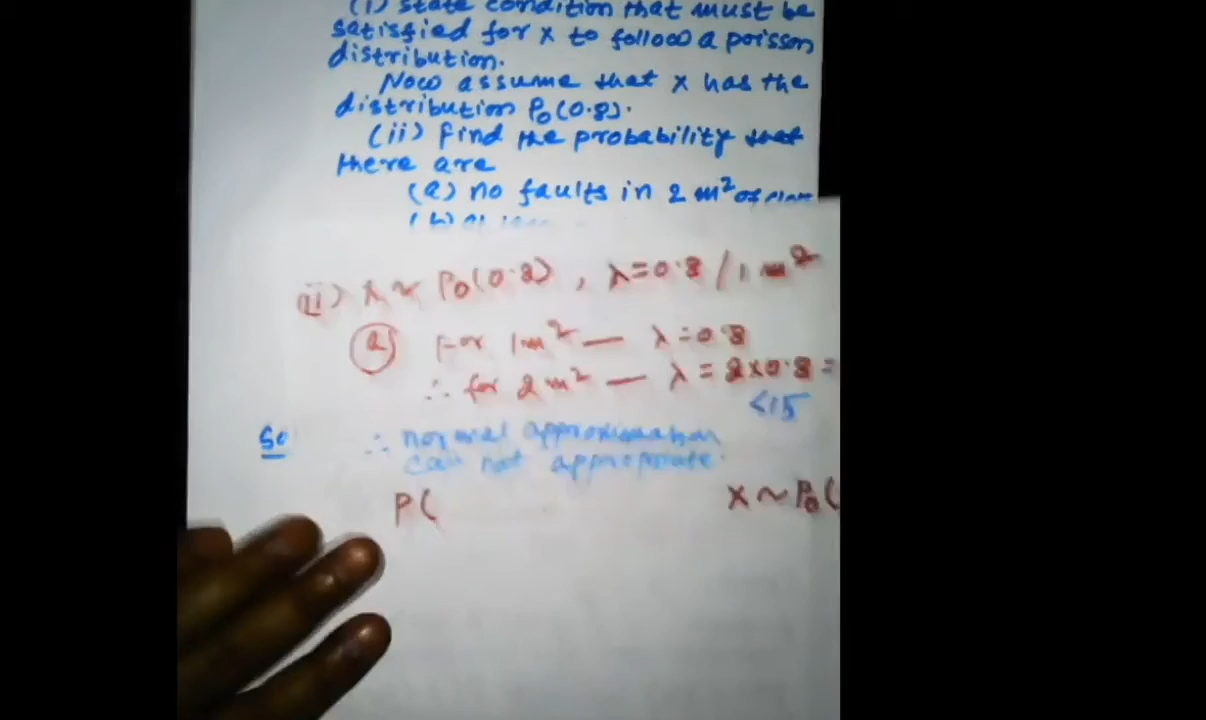 (i) state condition that must be
satisfied for x to follow a poisson
distribution.
Now assume that x has the
distribution Po(0.8).
(ii) Find the probability that
there are
(a) no faults in 2 m² of
ii) X ~ Po(0.8), λ=0.8 / 1 m²
(a) For 1m² — λ=0.8
∴ for 2 m² — λ = 2×0.8 =
<15
So ∴ normal approximation
can not appropriate.
P( X ~ Po(